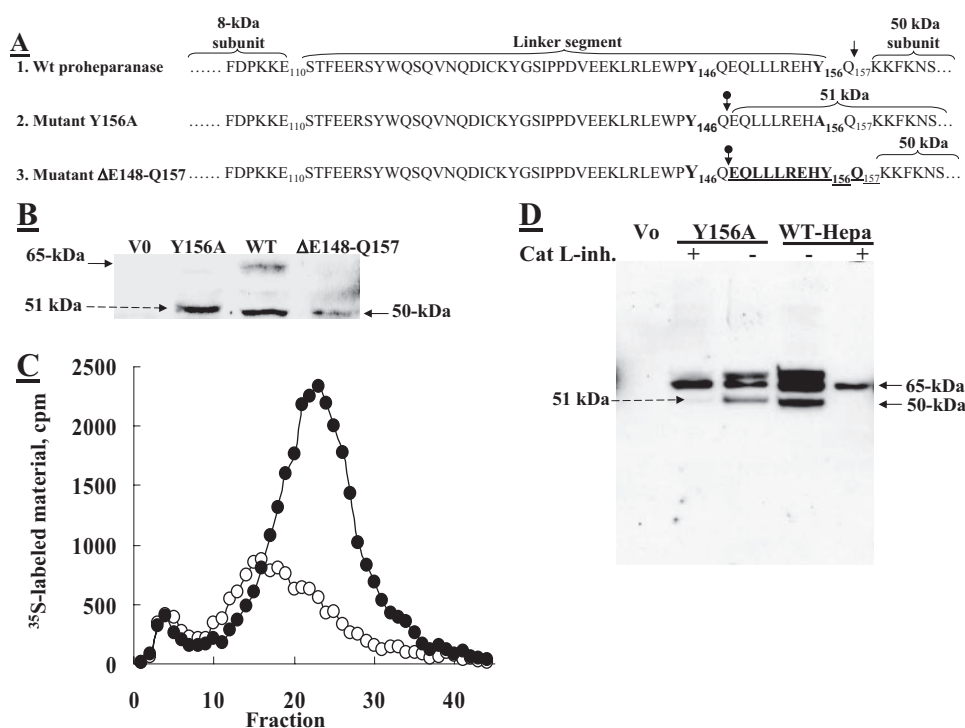 A
8-kDa
subunit
Linker segment
50 kDa
subunit
1. Wt proheparanase …… FDPKKE110STFEERSYWQSQVNQDICKYGSIPPDVEEKLRLEWPY146QEQLLLREHY156Q157KKFKNS…
51 kDa
2. Mutant Y156A …… FDPKKE110STFEERSYWQSQVNQDICKYGSIPPDVEEKLRLEWPY146QEQLLLREHA156Q157KKFKNS…
50 kDa
3. Muatant ΔE148-Q157 …… FDPKKE110STFEERSYWQSQVNQDICKYGSIPPDVEEKLRLEWPY146QEQLLLREHY156Q157KKFKNS…
B
V0 Y156A WT ΔE148-Q157
65-kDa
51 kDa
50-kDa
C
2500
2000
1500
1000
500
0
35S-labeled material, cpm
0 10 20 30 40
Fraction
D
Vo Y156A WT-Hepa
Cat L-inh. + - - +
65-kDa
51 kDa
50-kDa